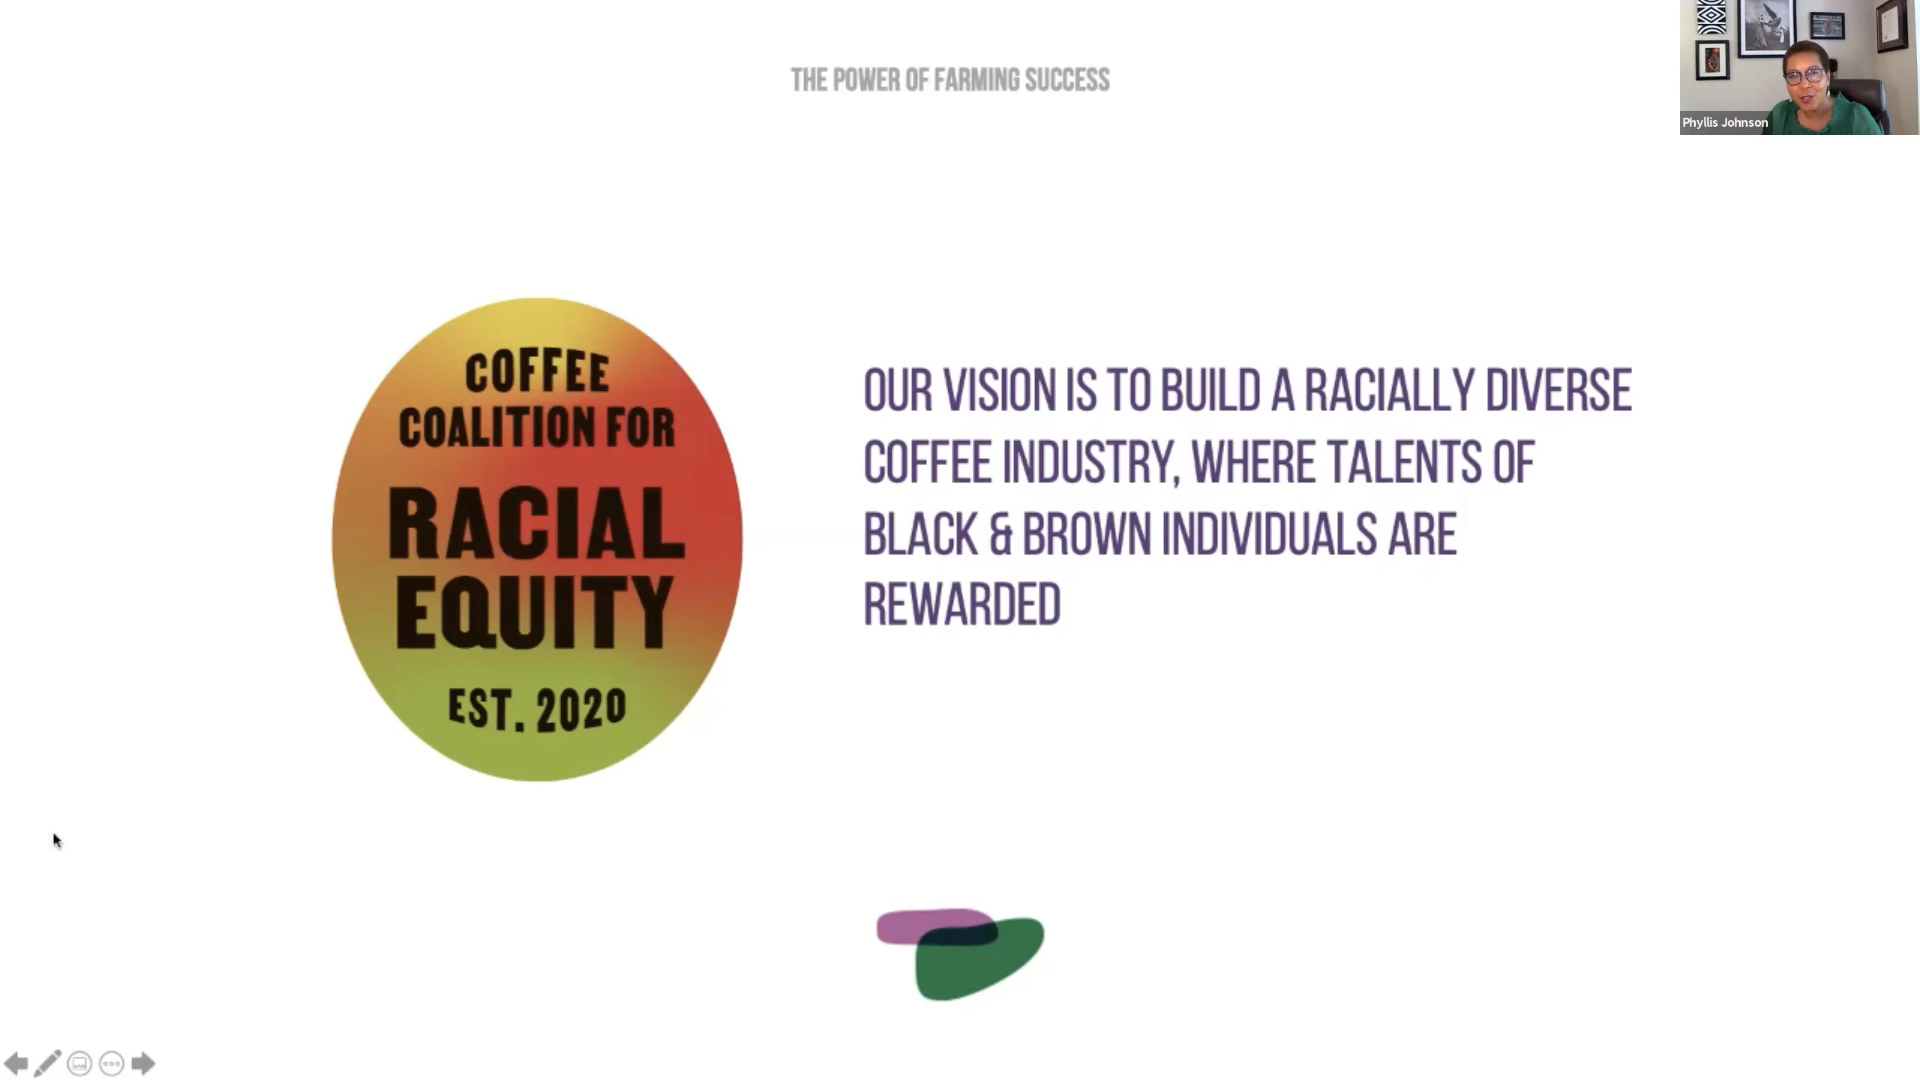 THE POWER OF FARMING SUCCESS
Phyllis Johnson
COFFEE
COALITION FOR
RACIAL
EQUITY
EST. 2020
OUR VISION IS TO BUILD A RACIALLY DIVERSE
COFFEE INDUSTRY, WHERE TALENTS OF
BLACK & BROWN INDIVIDUALS ARE
REWARDED